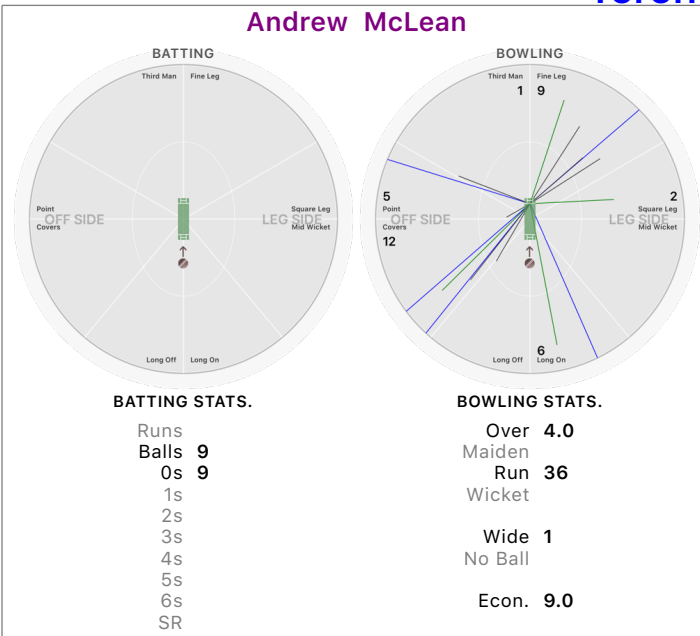 Andrew McLean
BATTING
Third Man
Fine Leg
Point
OFF SIDE
Covers
Square Leg
LEG SIDE
Mid Wicket
Long Off
Long On
BOWLING
Third Man
Fine Leg
1
9
5
Point
OFF SIDE
Covers
12
2
Square Leg
LEG SIDE
Mid Wicket
6
Long Off
Long On
BATTING STATS.
Runs
Balls 9
0s 9
1s
2s
3s
4s
5s
6s
SR
BOWLING STATS.
Over 4.0
Maiden
Run 36
Wicket
Wide 1
No Ball
Econ. 9.0